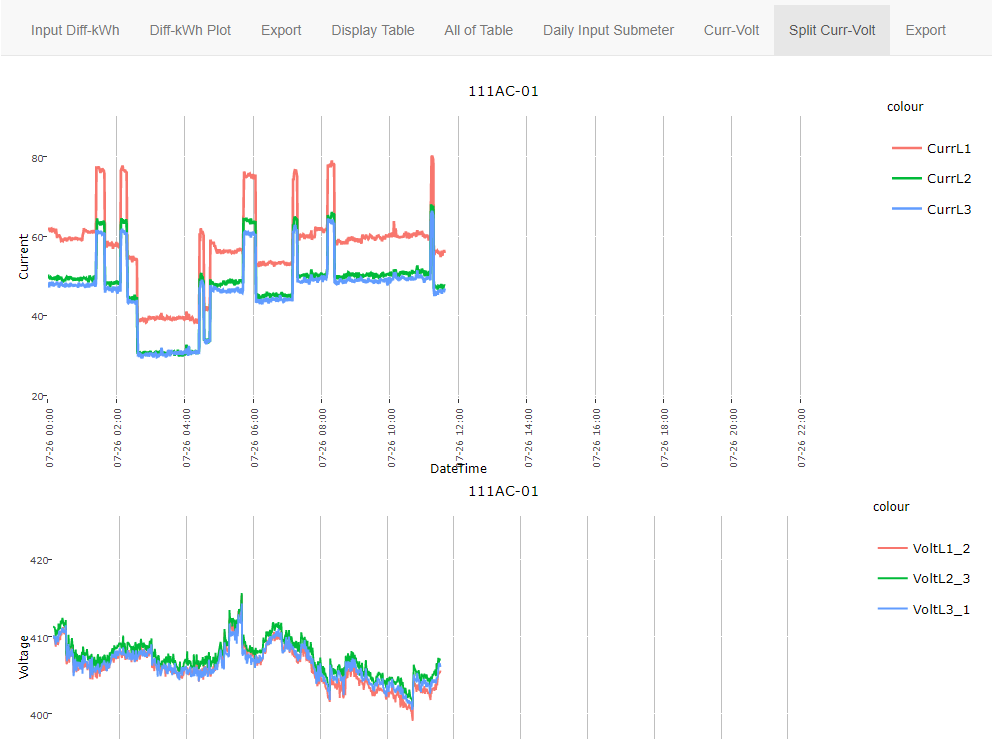 Input Diff-kWh Diff-kWh Plot Export Display Table All of Table Daily Input Submeter Curr-Volt Split Curr-Volt Export
111AC-01
colour
CurrL1
CurrL2
CurrL3
Current
80
60
40
20
07-26 00:00
07-26 02:00
07-26 04:00
07-26 06:00
07-26 08:00
07-26 10:00
07-26 12:00
07-26 14:00
07-26 16:00
07-26 18:00
07-26 20:00
07-26 22:00
DateTime
111AC-01
colour
VoltL1_2
VoltL2_3
VoltL3_1
Voltage
420
410
400